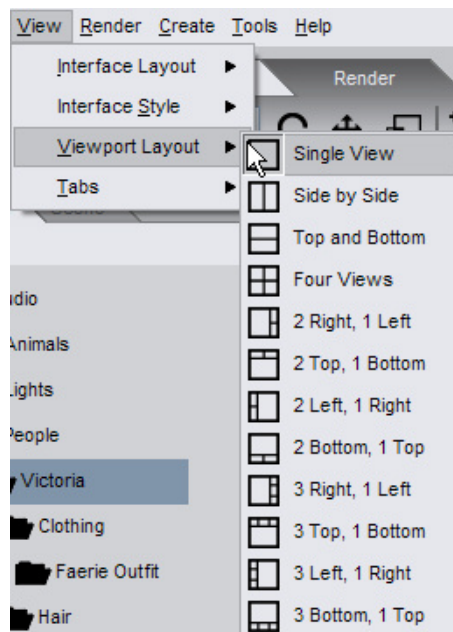 View Render Create Tools Help
Interface Layout
Render
Interface Style
Viewport Layout
Single View
Tabs
Side by Side
Top and Bottom
Four Views
2 Right, 1 Left
2 Top, 1 Bottom
2 Left, 1 Right
2 Bottom, 1 Top
3 Right, 1 Left
3 Top, 1 Bottom
3 Left, 1 Right
3 Bottom, 1 Top
udio
Animals
Lights
People
Victoria
Clothing
Faerie Outfit
Hair